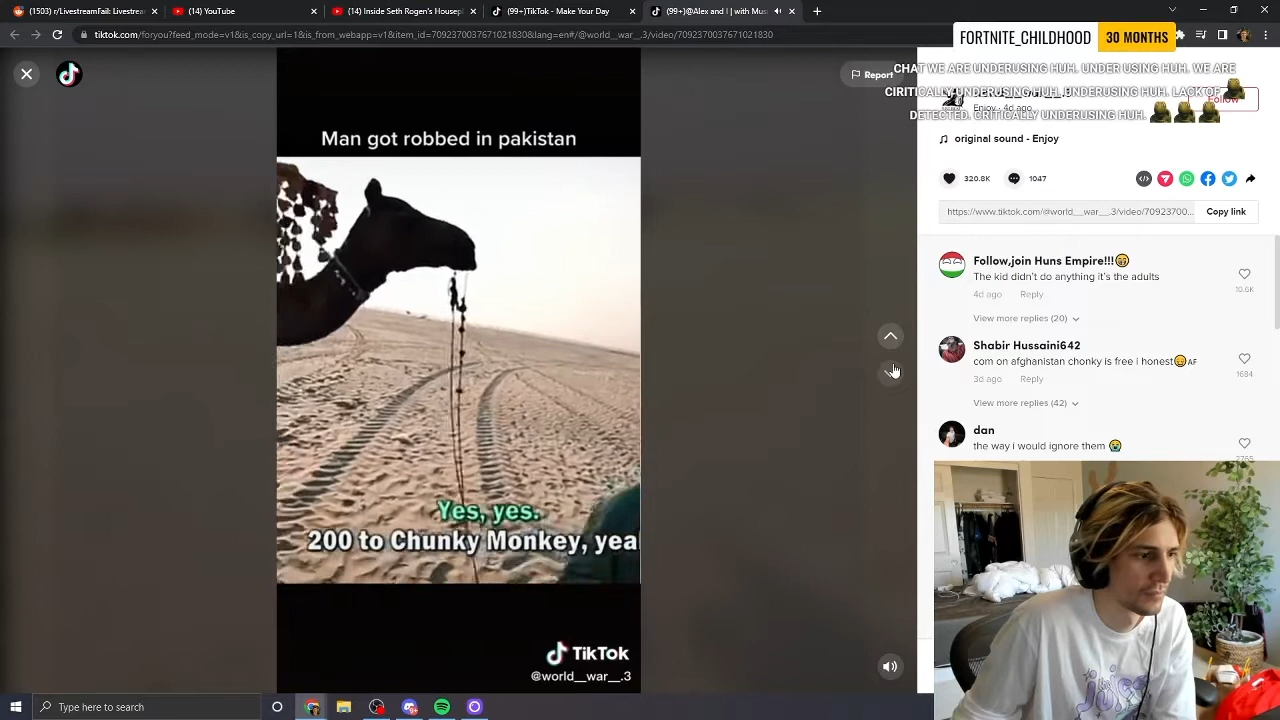 (1503) r/LivestreamFail: Livestrea
(14) YouTube
(14) Inside Seth Rogen's Housep
(99+)TikTok - Make Your Day
(99+)@Alex and I | with Mus
tiktok.com/foryou?feed_mode=v1&is_copy_url=1&is_from_webapp=v1&item_id=7092370037671021830&lang=en#/@world__war__.3/video/7092370037671021830
FORTNITE_CHILDHOOD 30 MONTHS
CHAT WE ARE UNDERUSING HUH. UNDER USING HUH. WE ARE
CIRITICALLY UNDERUSING HUH. UNDERUSING HUH. LACK OF
DETECTED. CRITICALLY UNDERUSING HUH.
Report
Follow
Enjoy · 4d ago
original sound - Enjoy
320.8K
1047
https://www.tiktok.com/@world__war__.3/video/70923700...
Copy link
Man got robbed in pakistan
Yes, yes.
200 to Chunky Monkey, yea
TikTok
@world__war__.3
Follow,join Huns Empire!!!
The kid didn't do anything it's the adults
10.6K
4d ago Reply
View more replies (20)
Shabir Hussaini642
com on afghanistan chonky is free i honest😄AF
1684
3d ago Reply
View more replies (42)
dan
the way i would ignore them 😭
2765
Type here to search